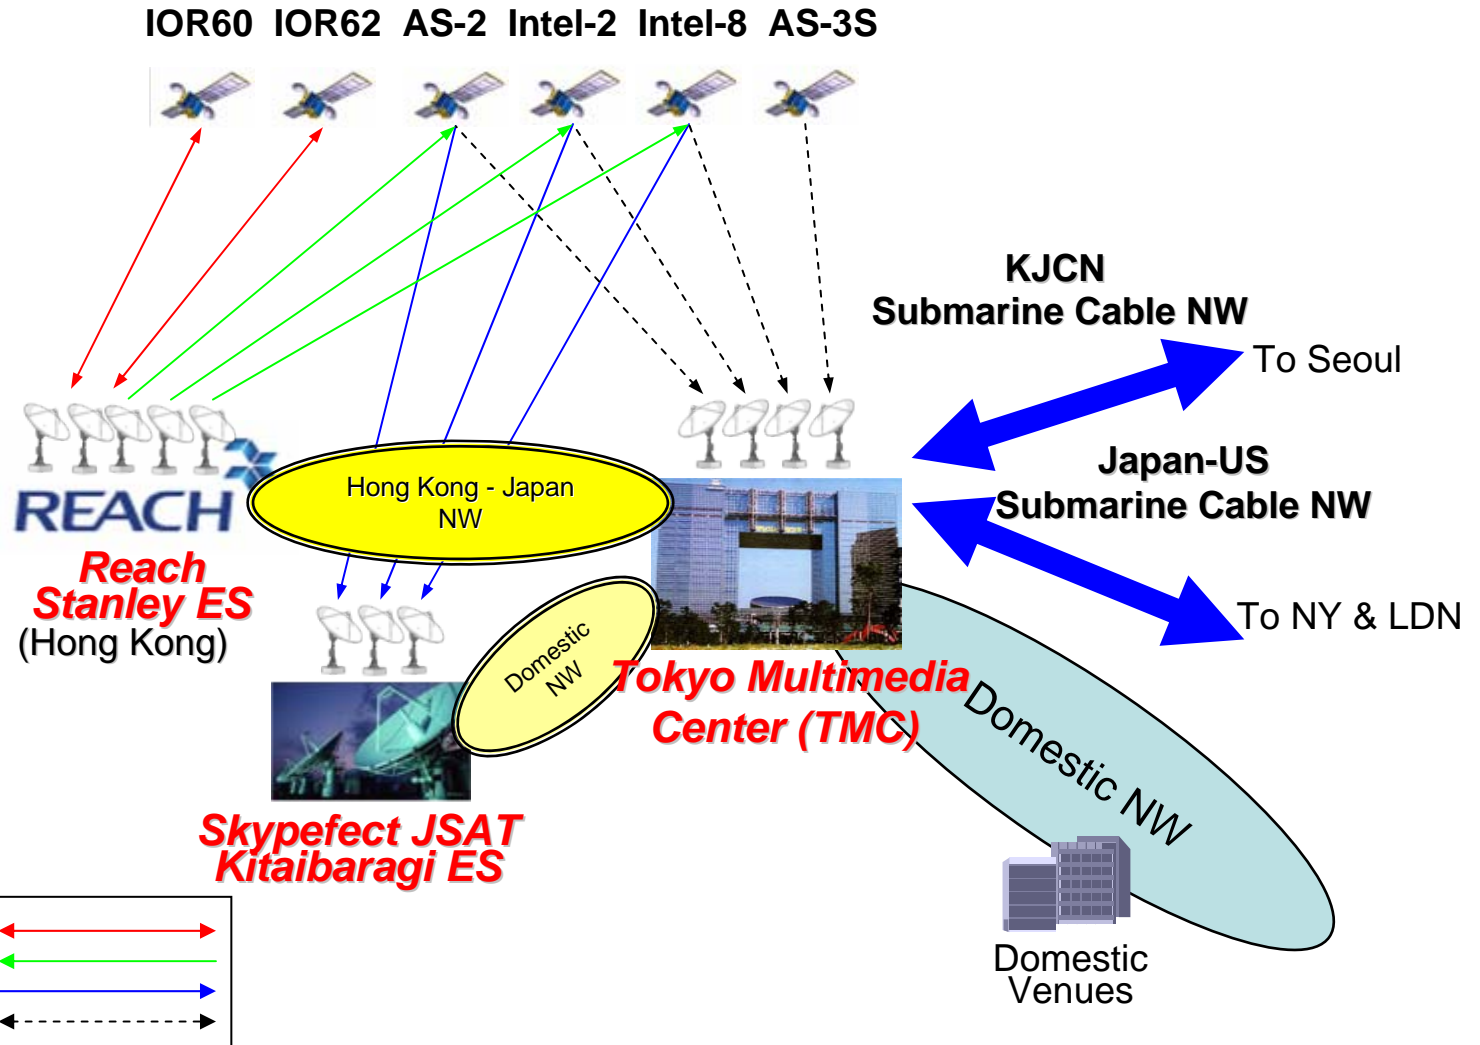 IOR60 IOR62 AS-2 Intel-2 Intel-8 AS-3S
KJCN
Submarine Cable NW
To Seoul
Japan-US
Submarine Cable NW
To NY & LDN
REACH
Reach
Stanley ES
(Hong Kong)
Hong Kong - Japan
NW
Domestic
NW
Tokyo Multimedia
Center (TMC)
Domestic NW
Skypefect JSAT
Kitaibaragi ES
Domestic
Venues